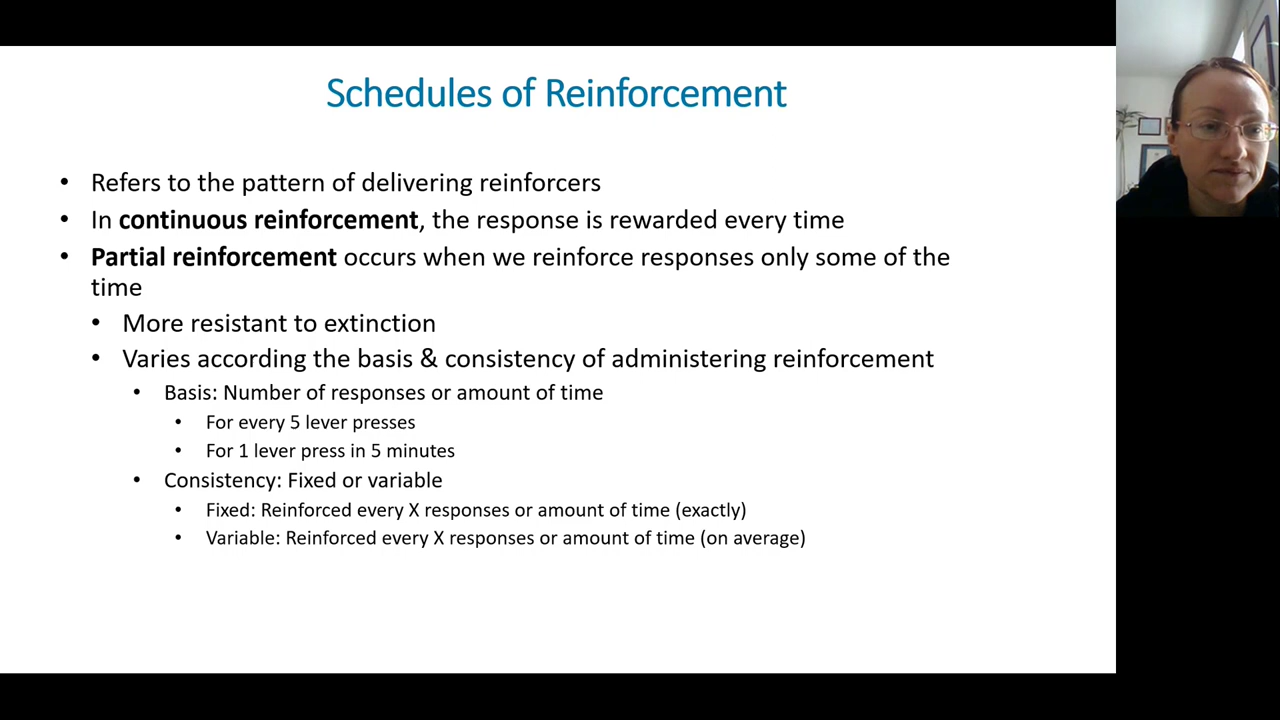 Schedules of Reinforcement
• Refers to the pattern of delivering reinforcers
• In continuous reinforcement, the response is rewarded every time
• Partial reinforcement occurs when we reinforce responses only some of the
time
• More resistant to extinction
• Varies according the basis & consistency of administering reinforcement
• Basis: Number of responses or amount of time
• For every 5 lever presses
• For 1 lever press in 5 minutes
• Consistency: Fixed or variable
• Fixed: Reinforced every X responses or amount of time (exactly)
• Variable: Reinforced every X responses or amount of time (on average)